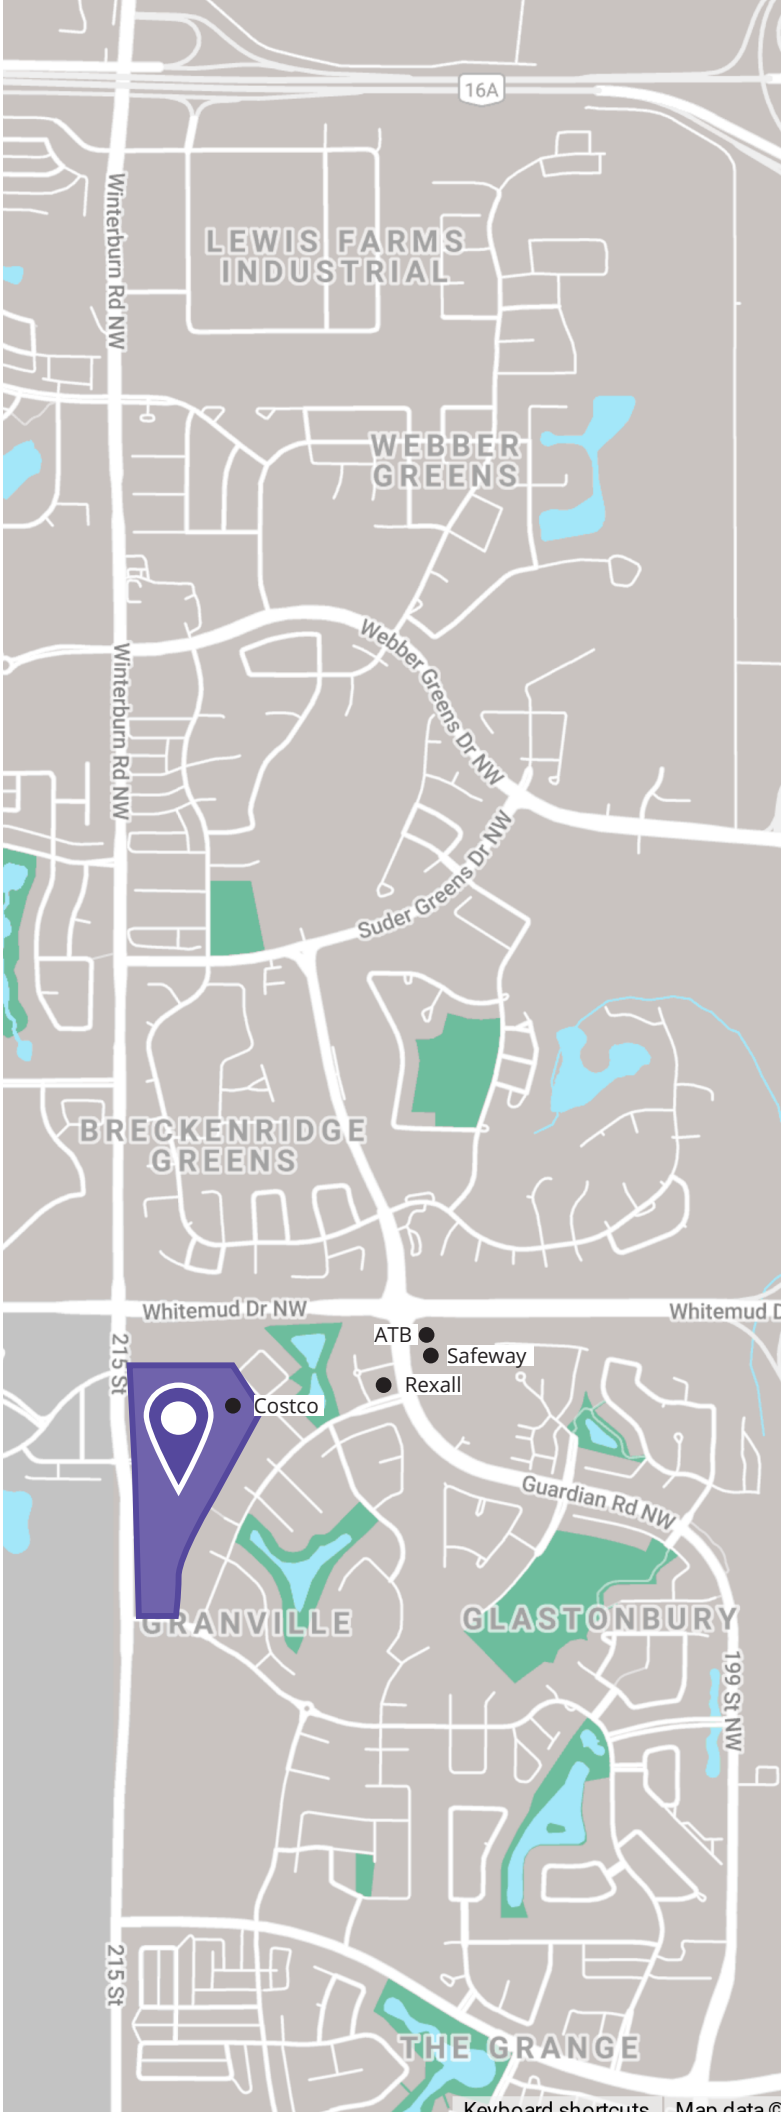 16A
Winterburn Rd NW
LEWIS FARMS
INDUSTRIAL
WEBBER
GREENS
Webber Greens Dr NW
Winterburn Rd NW
Suder Greens Dr NW
BRECKENRIDGE
GREENS
Whitemud Dr NW
Whitemud D
215 St
ATB
Safeway
Rexall
Costco
Guardian Rd NW
GRANVILLE
GLASTONBURY
199 St NW
215 St
THE GRANGE
Keyboard shortcuts
Map data ©